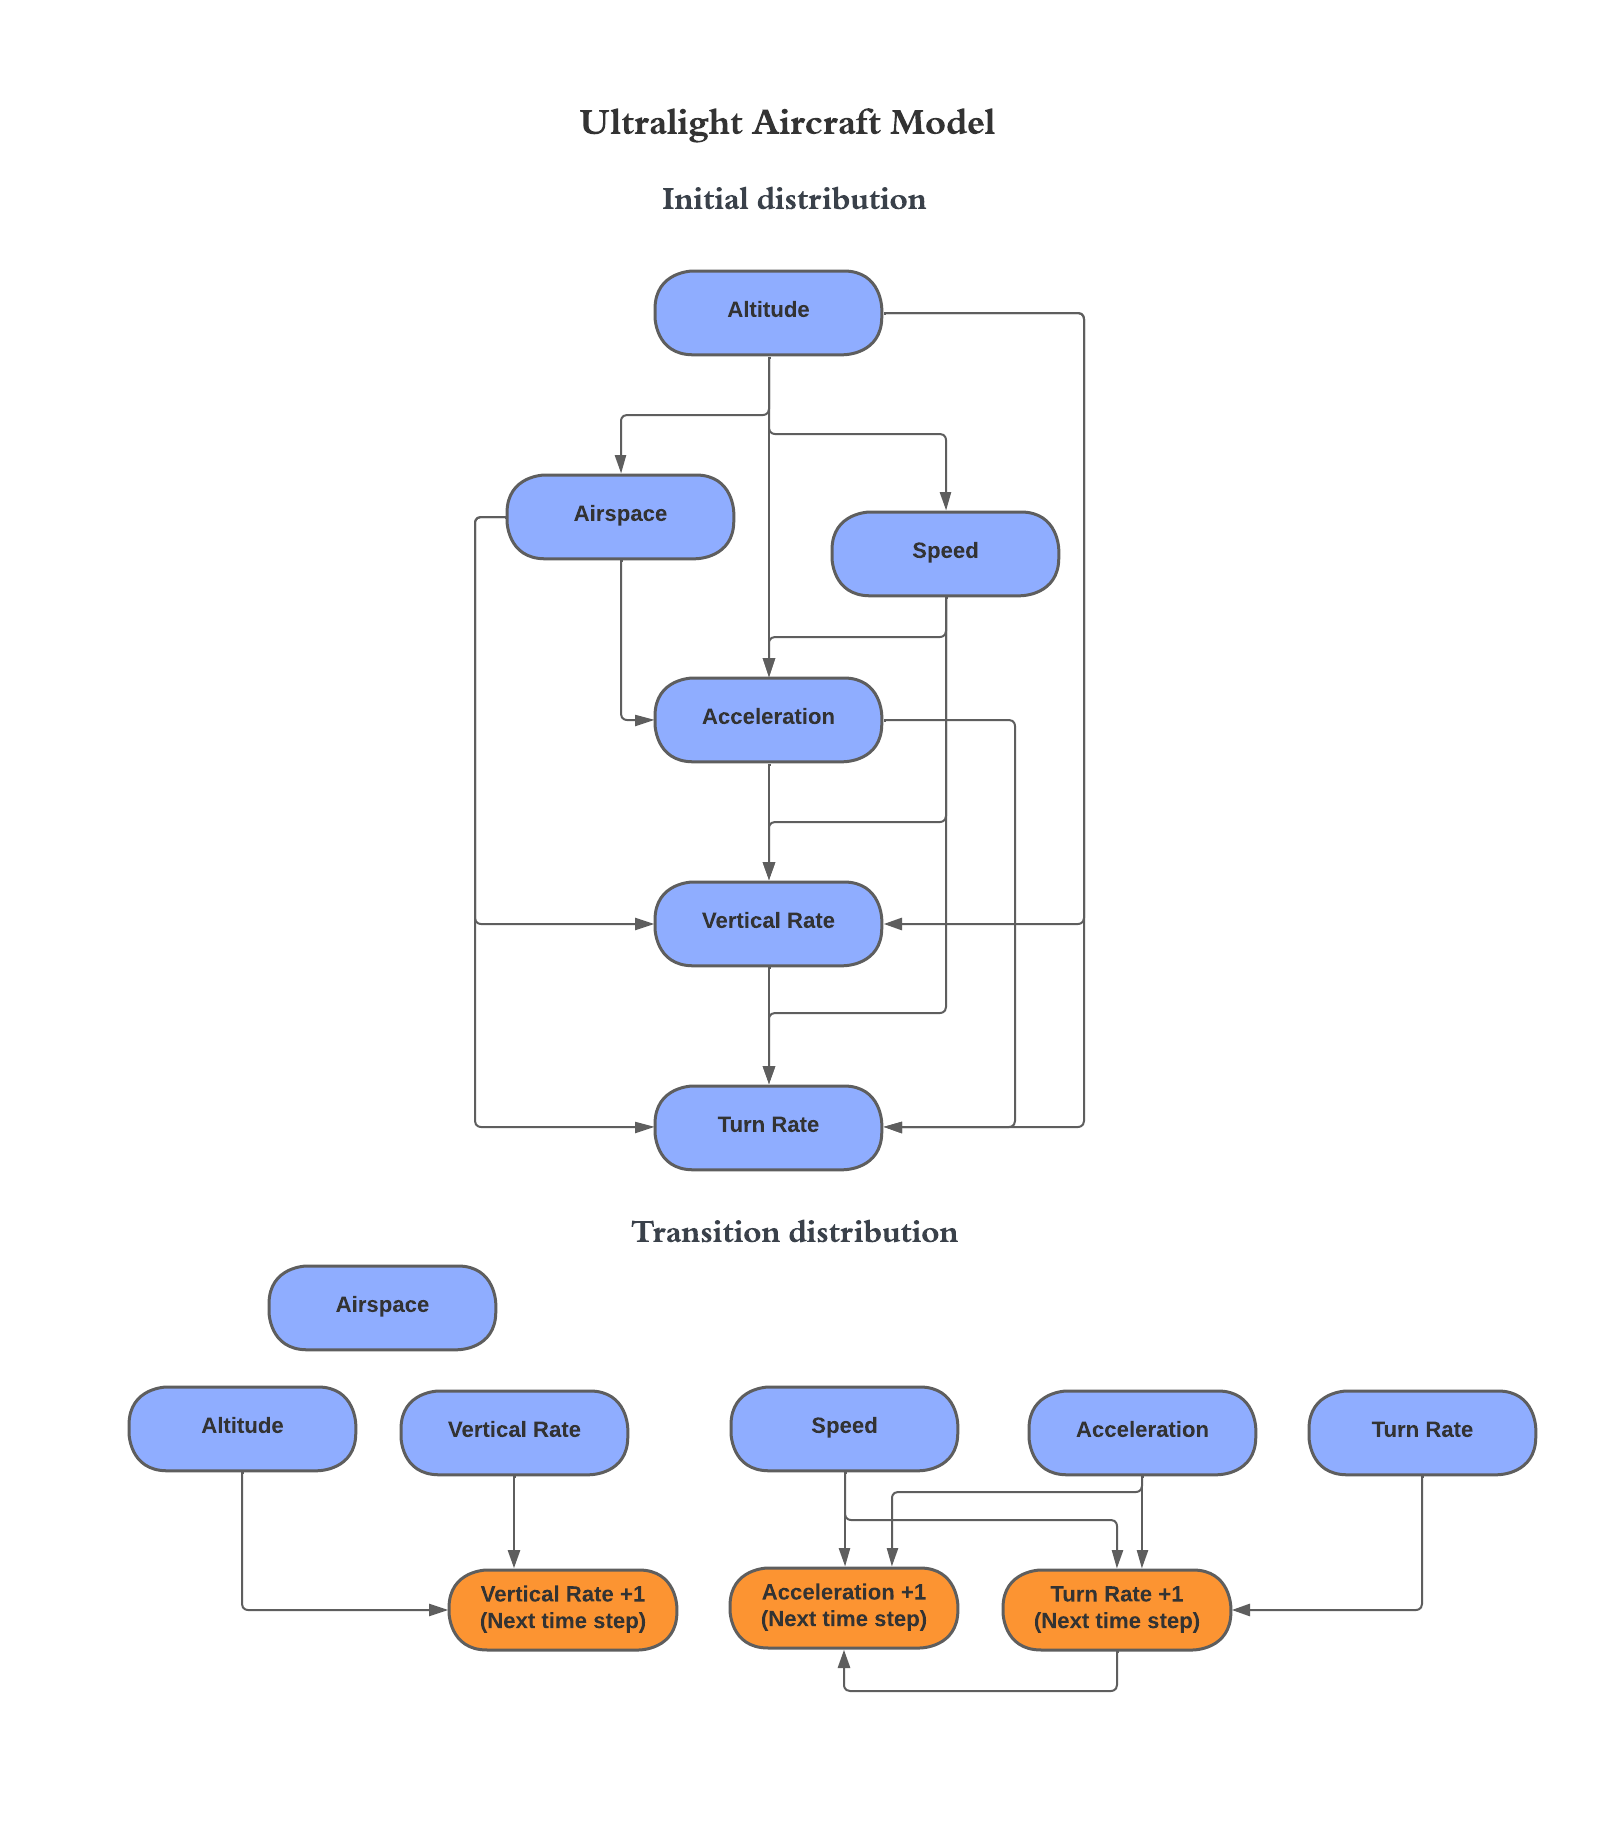 Ultralight Aircraft Model
Initial distribution
Altitude
Airspace
Speed
Acceleration
Vertical Rate
Turn Rate
Transition distribution
Airspace
Altitude
Vertical Rate
Speed
Acceleration
Turn Rate
Vertical Rate +1
(Next time step)
Acceleration +1
(Next time step)
Turn Rate +1
(Next time step)